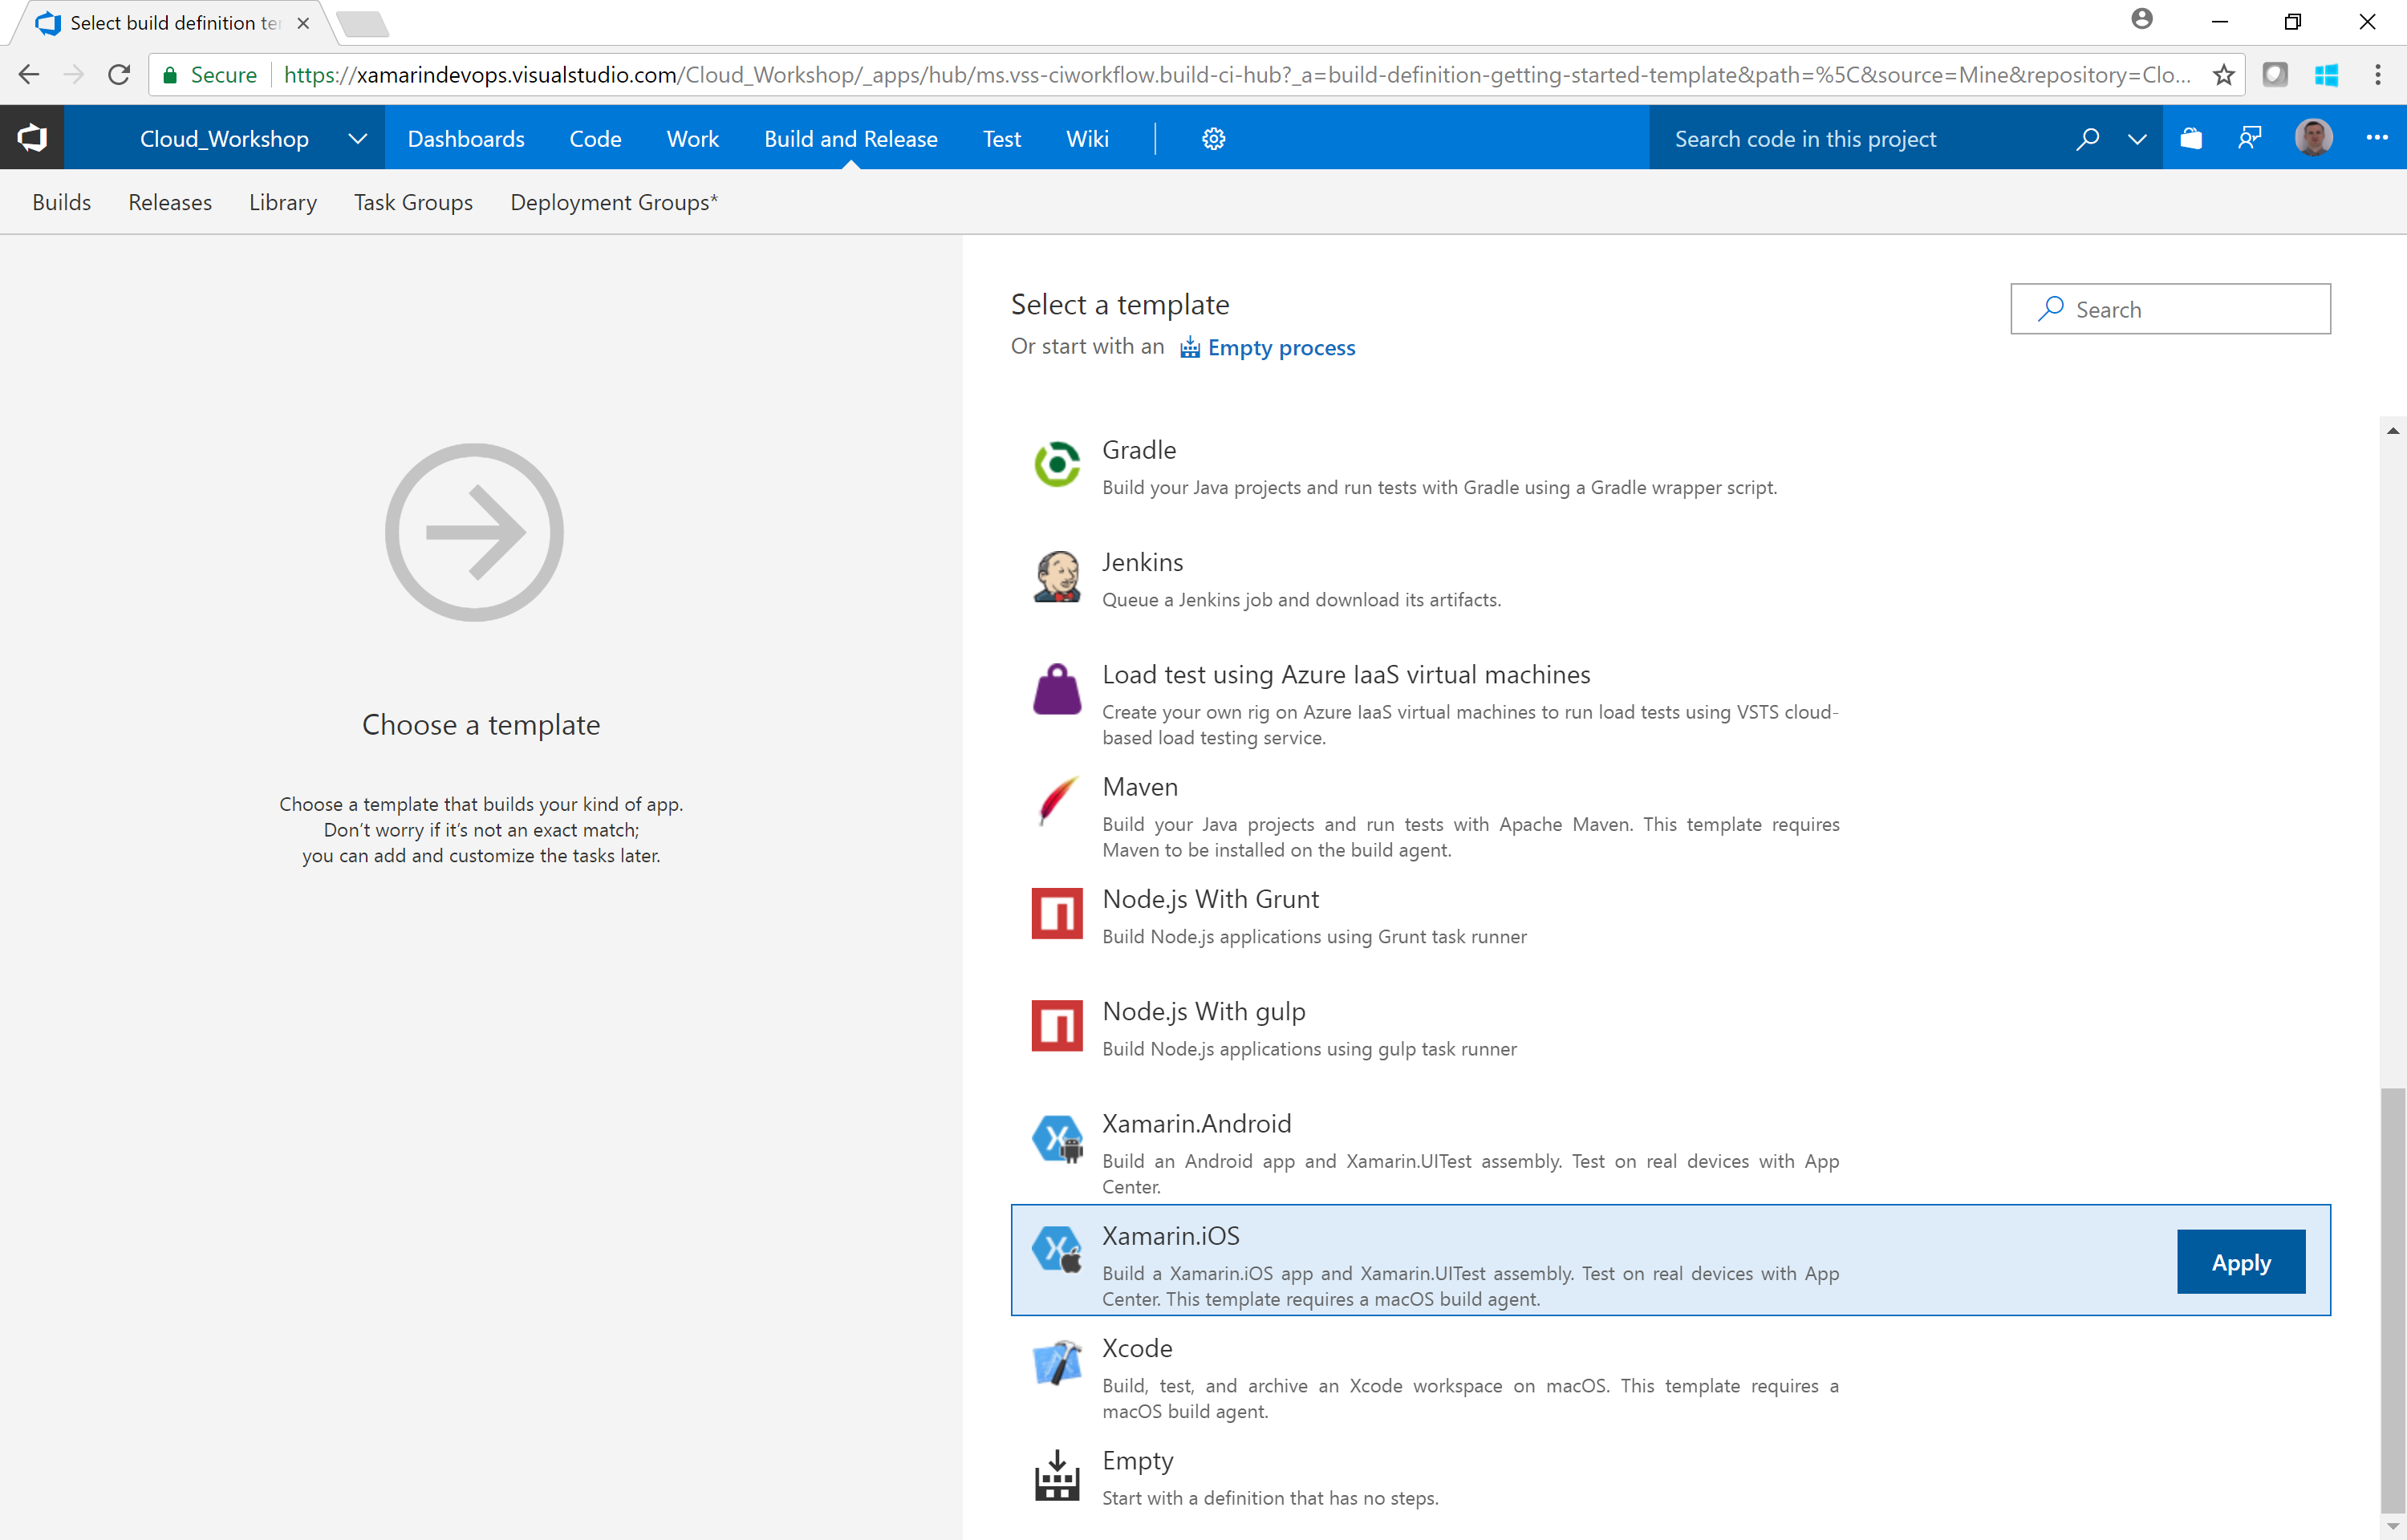 Select build definition te
Secure
https://xamarindevops.visualstudio.com/Cloud_Workshop/_apps/hub/ms.vss-ciworkflow.build-ci-hub?_a=build-definition-getting-started-template&path=%5C&source=Mine&repository=Clo...
Cloud_Workshop
Dashboards
Code
Work
Build and Release
Test
Wiki
Search code in this project
Builds
Releases
Library
Task Groups
Deployment Groups*
Choose a template
Choose a template that builds your kind of app.
Don't worry if it's not an exact match;
you can add and customize the tasks later.
Select a template
Or start with an Empty process
Search
Gradle
Build your Java projects and run tests with Gradle using a Gradle wrapper script.
Jenkins
Queue a Jenkins job and download its artifacts.
Load test using Azure IaaS virtual machines
Create your own rig on Azure IaaS virtual machines to run load tests using VSTS cloud-
based load testing service.
Maven
Build your Java projects and run tests with Apache Maven. This template requires
Maven to be installed on the build agent.
Node.js With Grunt
Build Node.js applications using Grunt task runner
Node.js With gulp
Build Node.js applications using gulp task runner
Xamarin.Android
Build an Android app and Xamarin.UITest assembly. Test on real devices with App
Center.
Xamarin.iOS
Build a Xamarin.iOS app and Xamarin.UITest assembly. Test on real devices with App
Center. This template requires a macOS build agent.
Apply
Xcode
Build, test, and archive an Xcode workspace on macOS. This template requires a
macOS build agent.
Empty
Start with a definition that has no steps.